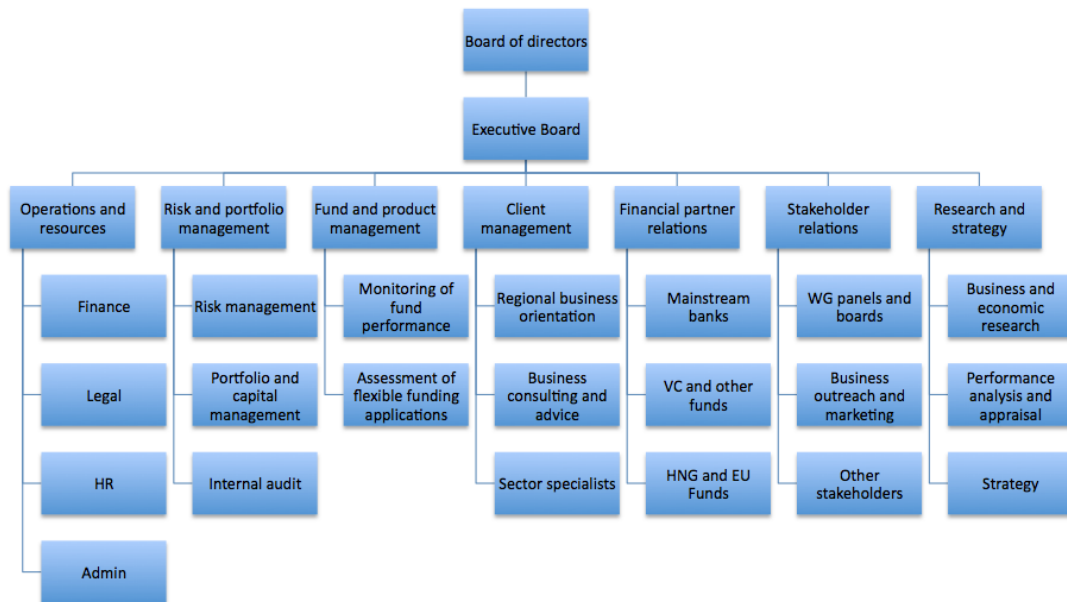 Board of directors
Executive Board
Operations and
resources
Risk and portfolio
management
Fund and product
management
Client
management
Financial partner
relations
Stakeholder
relations
Research and
strategy
Finance
Legal
HR
Admin
Risk management
Portfolio and
capital
management
Internal audit
Monitoring of
fund
performance
Assessment of
flexible funding
applications
Regional business
orientation
Business
consulting and
advice
Sector specialists
Mainstream
banks
VC and other
funds
HNG and EU
Funds
WG panels and
boards
Business
outreach and
marketing
Other
stakeholders
Business and
economic
research
Performance
analysis and
appraisal
Strategy